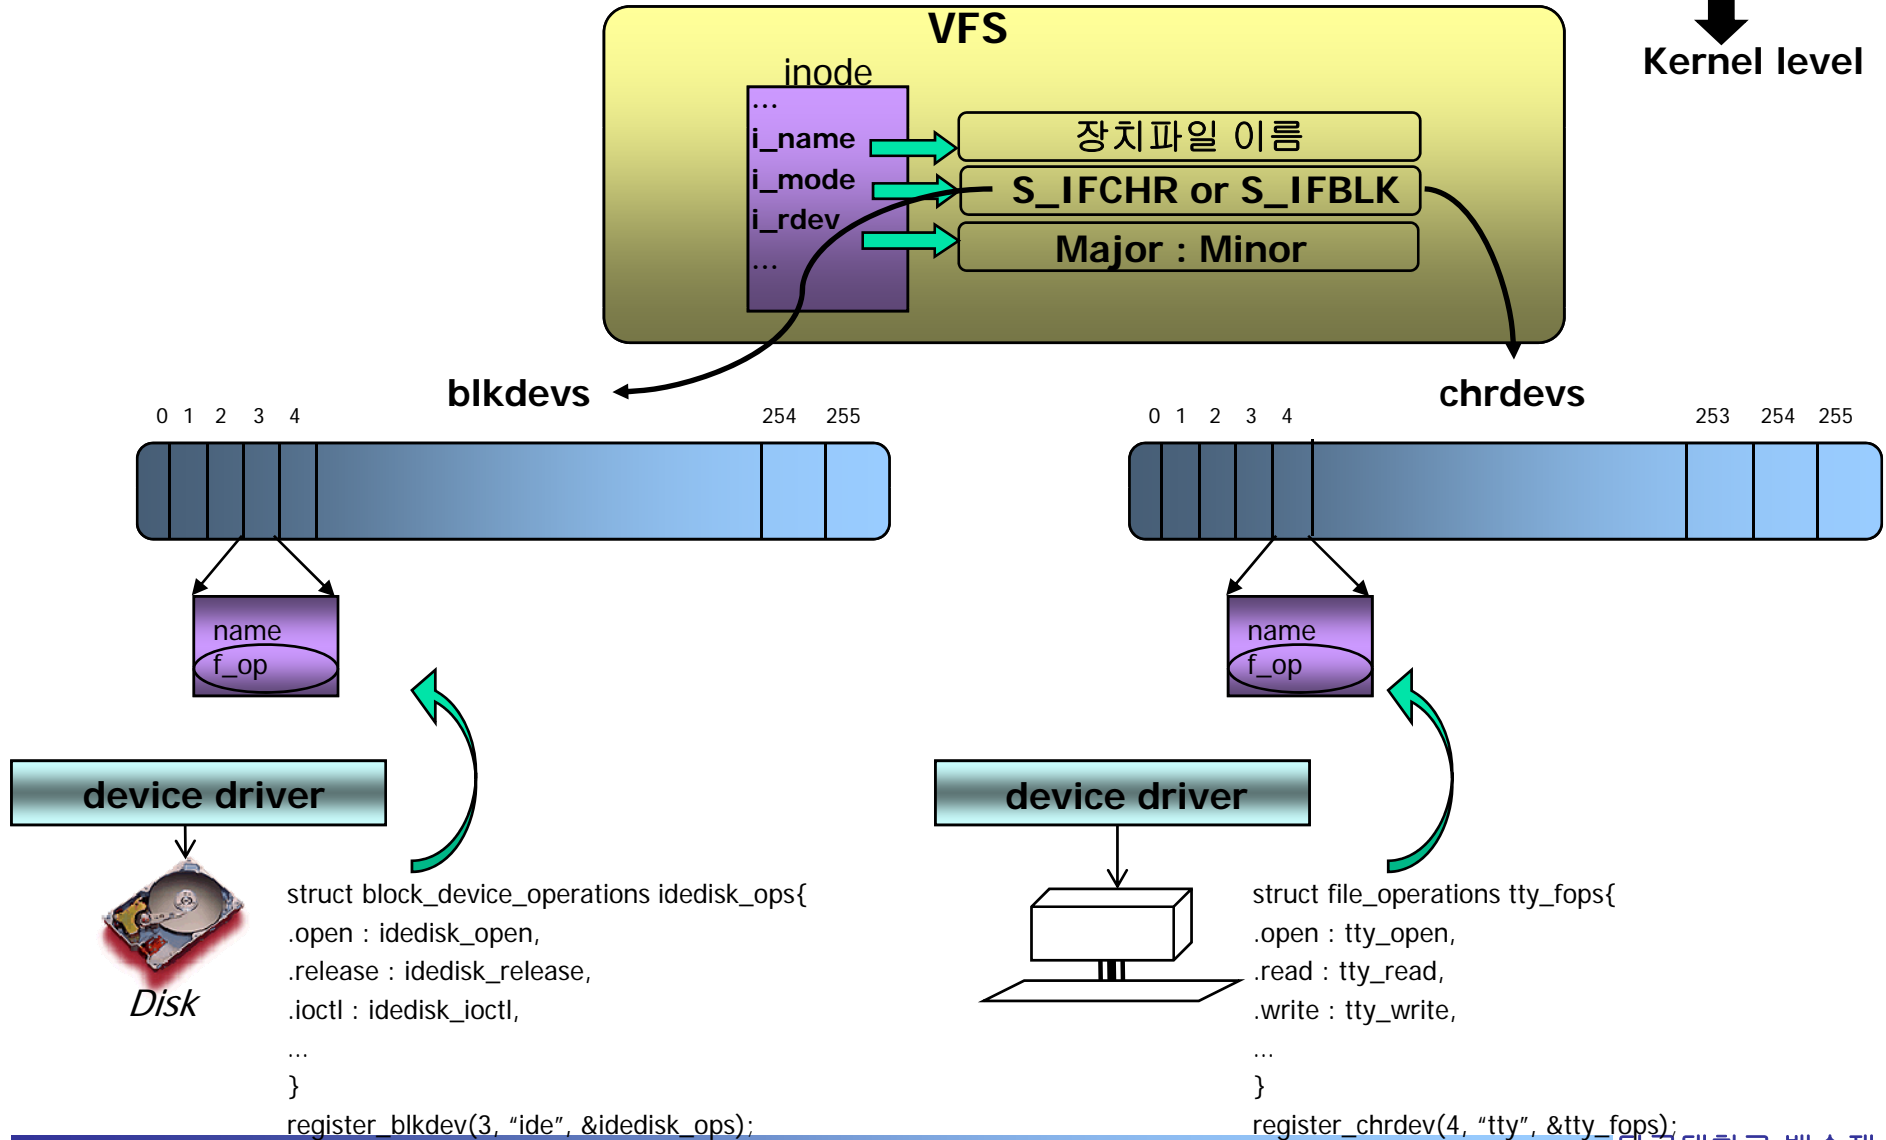 VFS
Kernel level
inode
...
i_name
장치파일 이름
i_mode
S_IFCHR or S_IFBLK
i_rdev
Major : Minor
...
blkdevs
0 1 2 3 4 254 255
chrdevs
0 1 2 3 4 253 254 255
name
f_op
name
f_op
device driver
Disk
struct block_device_operations idedisk_ops{
.open : idedisk_open,
.release : idedisk_release,
.ioctl : idedisk_ioctl,
...
}
register_blkdev(3, “ide”, &idedisk_ops);
device driver
struct file_operations tty_fops{
.open : tty_open,
.read : tty_read,
.write : tty_write,
...
}
register_chrdev(4, “tty”, &tty_fops);